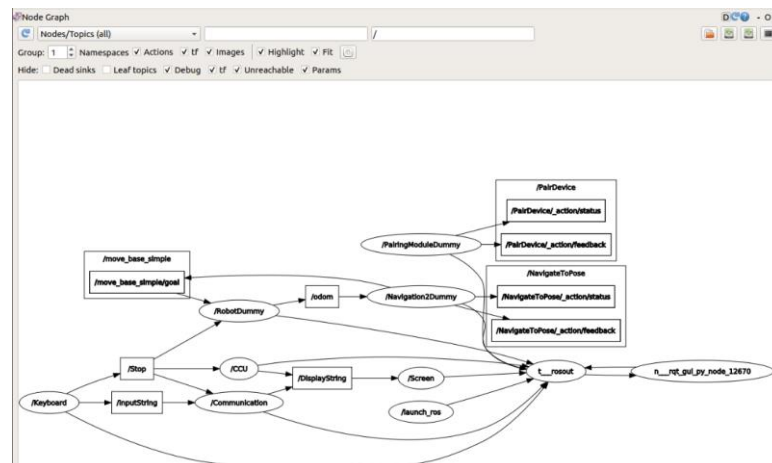 Node Graph
D
?
- O
Nodes/Topics (all)
/
Group: 1 Namespaces ✓ Actions ✓ tf ✓ Images ✓ Highlight ✓ Fit
Hide: Dead sinks Leaf topics ✓ Debug ✓ tf ✓ Unreachable ✓ Params
/PairDevice
/PairDevice/_action/status
/PairingModuleDummy
/PairDevice/_action/feedback
/move_base_simple
/move_base_simple/goal
/NavigateToPose
/odom
/Navigation2Dummy
/NavigateToPose/_action/status
/RobotDummy
/NavigateToPose/_action/feedback
/Stop
/CCU
/DisplayString
/Screen
t___rosout
n___rqt_gui_py_node_12670
/Keyboard
/InputString
/Communication
/launch_ros